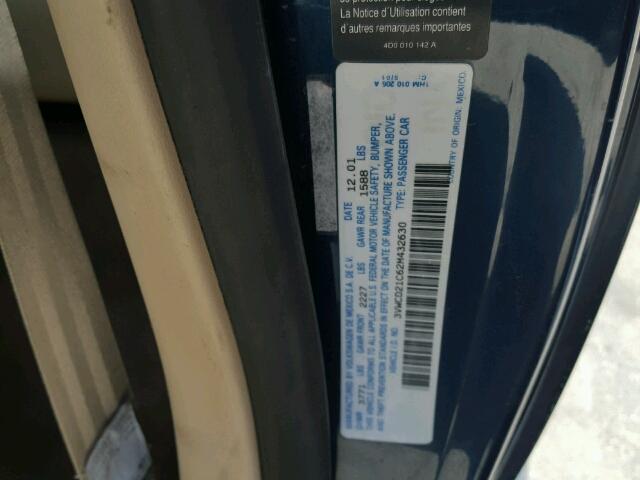 La Notice d'Utilisation contient
d'autres remarques importantes
4D0 010 142 A
1HM 010 206 A
MANUFACTURED BY VOLKSWAGEN DE MEXICO S.A. DE C.V. DATE 12.01
GVWR 3771 LBS GAWR FRONT 2227 LBS GAWR REAR 1588 LBS
THIS VEHICLE CONFORMS TO ALL APPLICABLE U.S. FEDERAL MOTOR VEHICLE SAFETY, BUMPER,
AND THEFT PREVENTION STANDARDS IN EFFECT ON THE DATE OF MANUFACTURE SHOWN ABOVE.
VEHICLE I.D. NO. 3VWCD21C62M432630 TYPE: PASSENGER CAR
COUNTRY OF ORIGIN: MEXICO